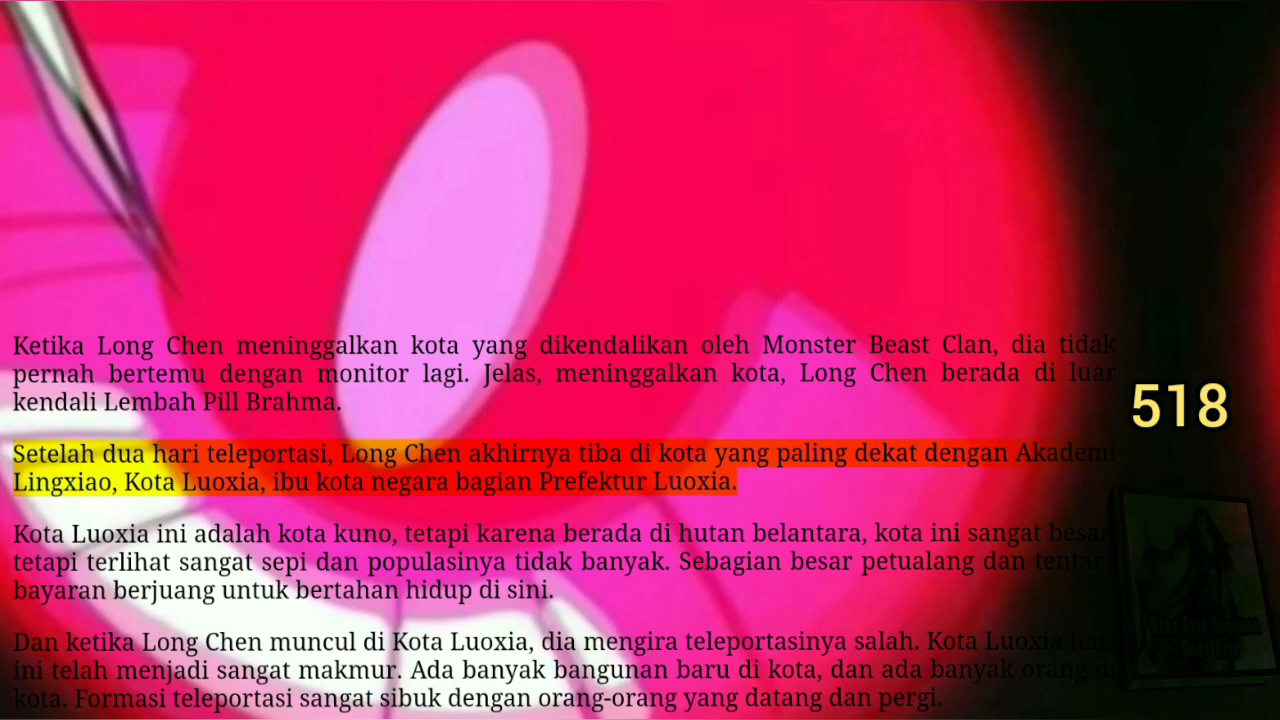 Ketika Long Chen meninggalkan kota yang dikendalikan oleh Monster Beast Clan, dia tidak
pernah bertemu dengan monitor lagi. Jelas, meninggalkan kota, Long Chen berada di luar
kendali Lembah Pill Brahma.
518
Setelah dua hari teleportasi, Long Chen akhirnya tiba di kota yang paling dekat dengan Akademi
Lingxiao, Kota Luoxia, ibu kota negara bagian Prefektur Luoxia.
Kota Luoxia ini adalah kota kuno, tetapi karena berada di hutan belantara, kota ini sangat besar
tetapi terlihat sangat sepi dan populasinya tidak banyak. Sebagian besar petualang dan tentara
bayaran berjuang untuk bertahan hidup di sini.
Dan ketika Long Chen muncul di Kota Luoxia, dia mengira teleportasinya salah. Kota Luoxia hari
ini telah menjadi sangat makmur. Ada banyak bangunan baru di kota, dan ada banyak orang di
kota. Formasi teleportasi sangat sibuk dengan orang-orang yang datang dan pergi.